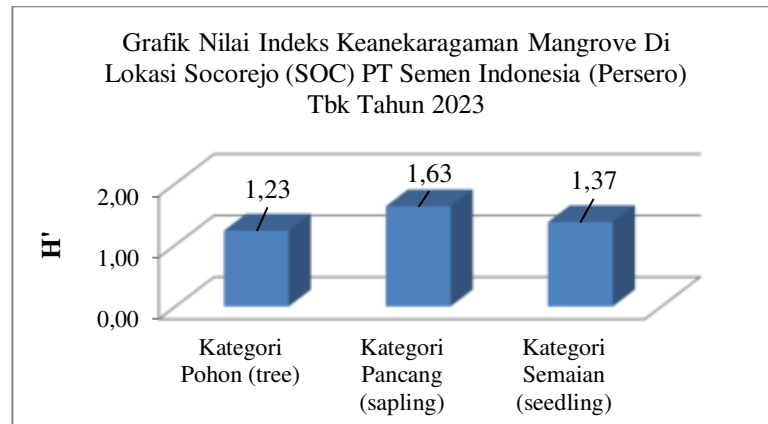 Grafik Nilai Indeks Keanekaragaman Mangrove Di
Lokasi Socorejo (SOC) PT Semen Indonesia (Persero)
Tbk Tahun 2023
H'
2,00
1,00
0,00
1,23
1,63
1,37
Kategori
Pohon (tree)
Kategori
Pancang
(sapling)
Kategori
Semaian
(seedling)